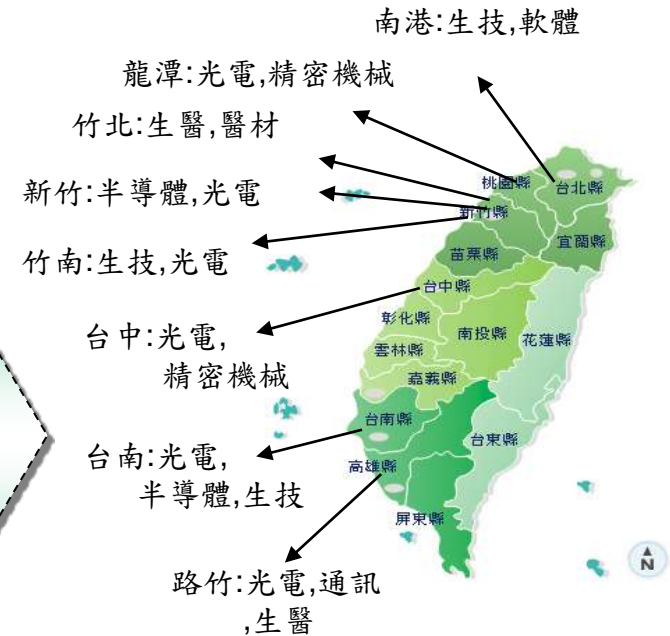 南港:生技,軟體
龍潭:光電,精密機械
竹北:生醫,醫材
新竹:半導體,光電
竹南:生技,光電
台中:光電,
精密機械
台南:光電,
半導體,生技
路竹:光電,通訊
,生醫
桃園縣
台北縣
新竹縣
宜蘭縣
苗栗縣
台中縣
彰化縣
南投縣
花蓮縣
雲林縣
嘉義縣
台南縣
台東縣
高雄縣
屏東縣
N